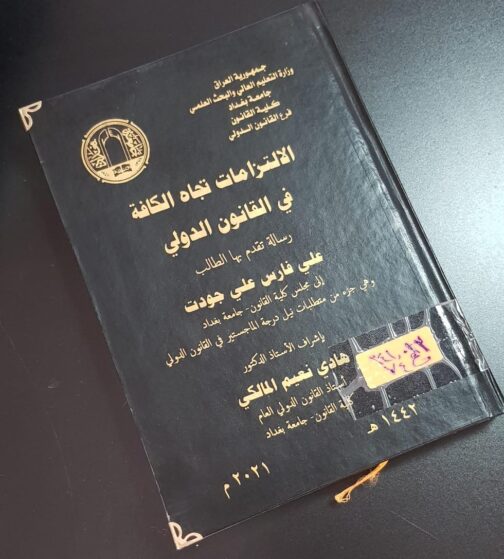 جمهورية العراق
وزارة التعليم العالي والبحث العلمي
جامعة بغداد
كلية القانون
فرع القانون الدولي
الالتزامات تجاه الكافة
في القانون الدولي
رسالة تقدم بها الطالب
علي فارس علي جودت
إلى مجلس كلية القانون - جامعة بغداد
وهي جزء من متطلبات نيل درجة الماجستير في القانون الدولي
بإشراف الأستاذ الدكتور
هادي نعيم المالكي
أستاذ القانون الدولي العام
كلية القانون - جامعة بغداد
١٤٤٢ هـ
٢٠٢١ م